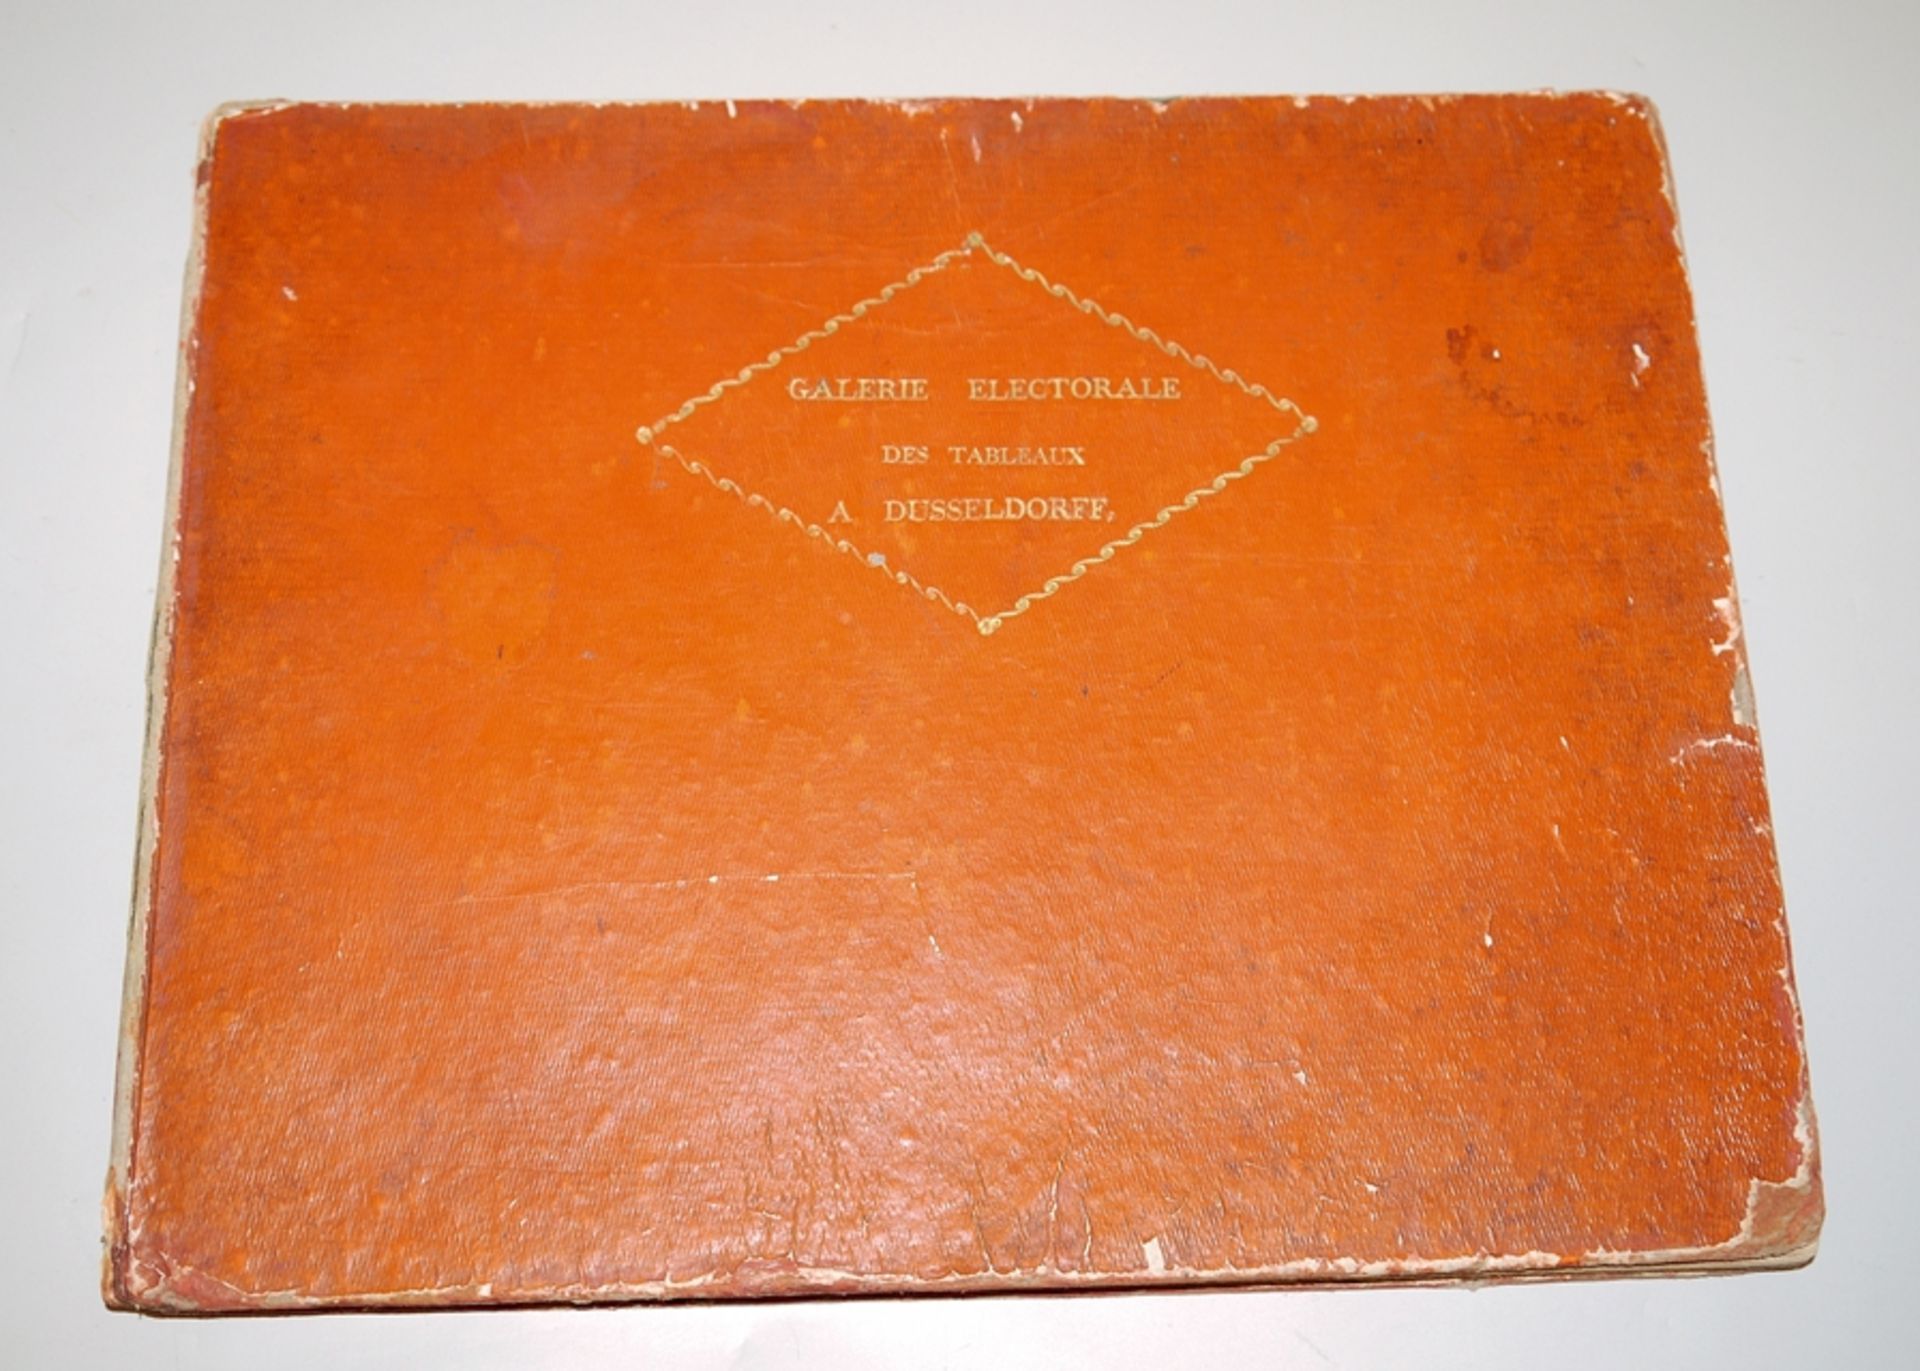 GALERIE ELECTORALE
DES TABLEAUX
A DUSSELDORFF,